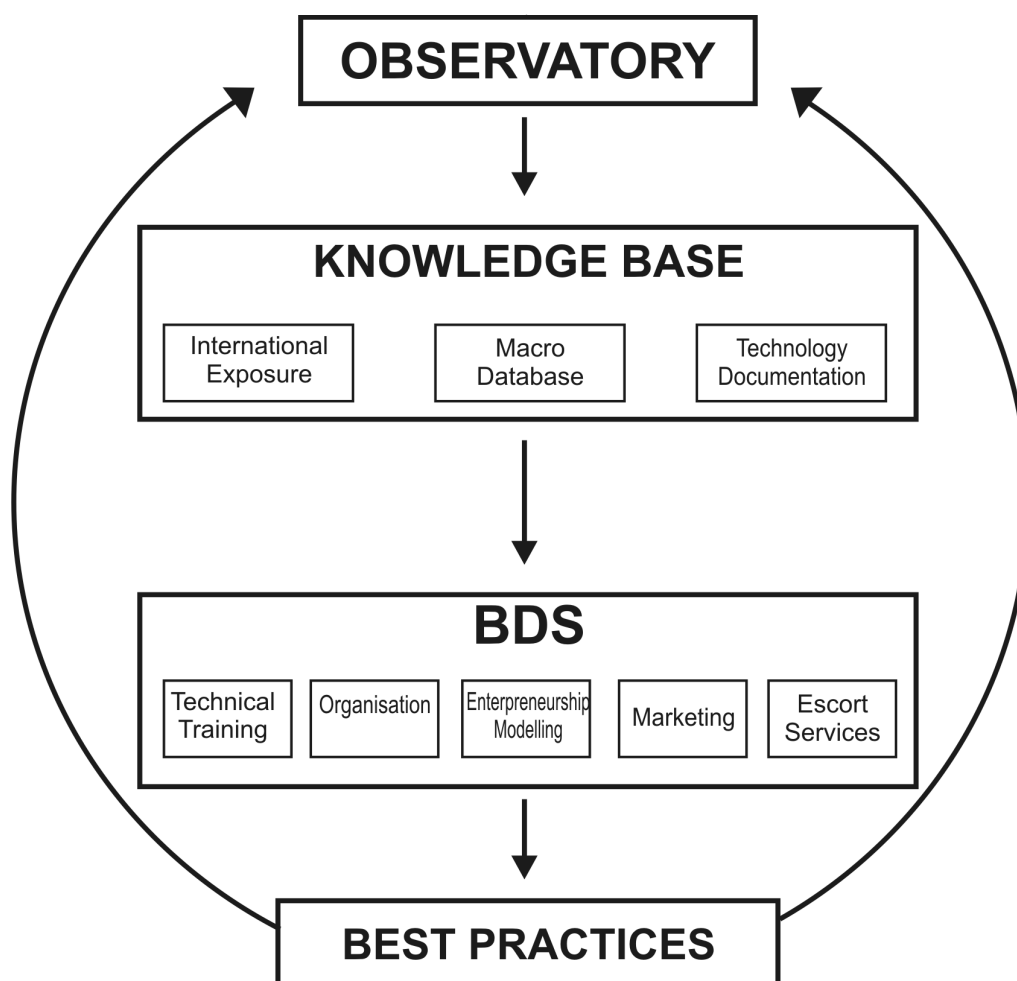 OBSERVATORY
KNOWLEDGE BASE
International
Exposure
Macro
Database
Technology
Documentation
BDS
Technical
Training
Organisation
Enterpreneurship
Modelling
Marketing
Escort
Services
BEST PRACTICES